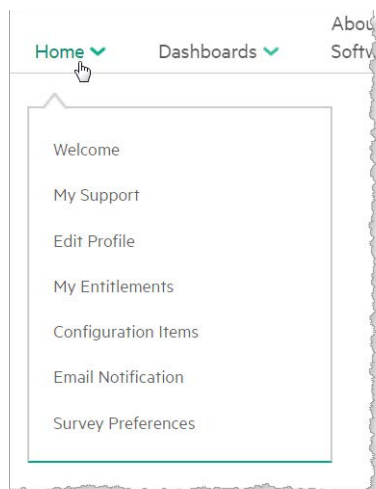 Home
Dashboards
Welcome
My Support
Edit Profile
My Entitlements
Configuration Items
Email Notification
Survey Preferences